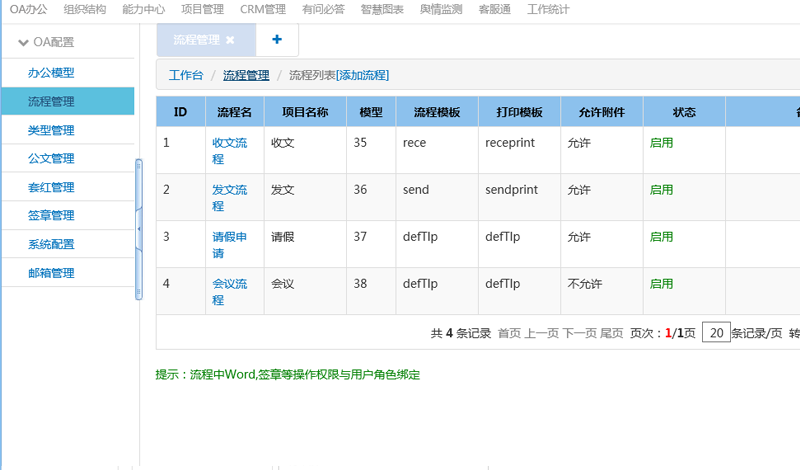 OA办公 组织结构 能力中心 项目管理 CRM管理 有问必答 智慧图表 舆情监测 客服通 工作统计
OA配置
办公模型
流程管理
类型管理
公文管理
套红管理
签章管理
系统配置
邮箱管理
流程管理 ✖ +
工作台 / 流程管理 / 流程列表[添加流程]
ID 流程名 项目名称 模型 流程模板 打印模板 允许附件 状态
1 收文流程 收文 35 rece receprint 允许 启用
2 发文流程 发文 36 send sendprint 允许 启用
3 请假申请 请假 37 defTlp defTlp 允许 启用
4 会议流程 会议 38 defTlp defTlp 不允许 启用
共 4 条记录 首页 上一页 下一页 尾页 页次：1/1页 20 条记录/页 转
提示：流程中Word,签章等操作权限与用户角色绑定